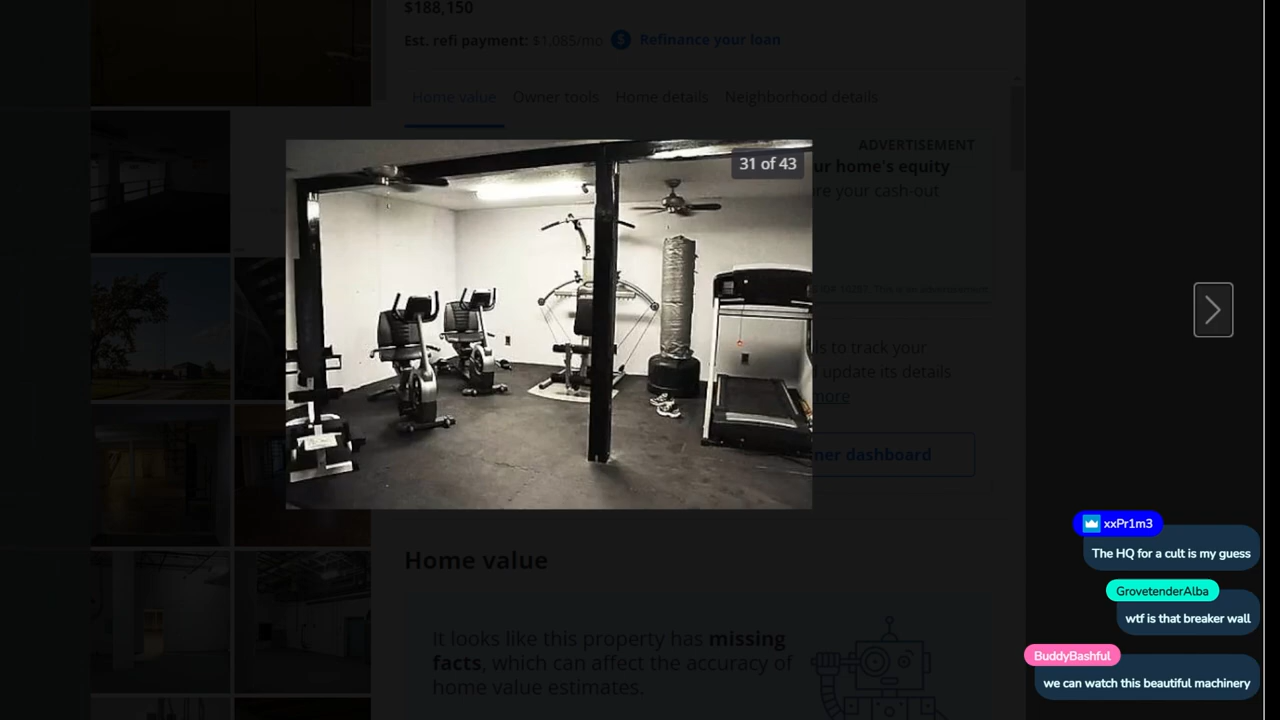 $188,150
Est. refi payment: $1,085/mo $ Refinance your loan
Home value Owner tools Home details Neighborhood details
31 of 43
ADVERTISEMENT
ur home's equity
re your cash-out
ls to track your
l update its details
more
ner dashboard
Home value
It looks like this property has missing
facts, which can affect the accuracy of
home value estimates.
xxPr1m3
The HQ for a cult is my guess
GrovetenderAlba
wtf is that breaker wall
BuddyBashful
we can watch this beautiful machinery